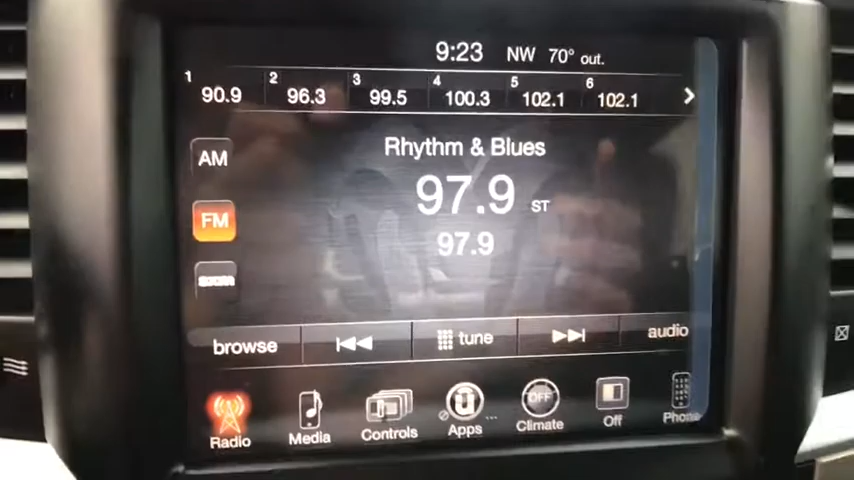 9:23 NW 70° out.
1 2 3 4 5 6
90.9 96.3 99.5 100.3 102.1 102.1
Rhythm & Blues
AM
97.9 ST
FM
97.9
browse tune audio
OFF
Radio Media Controls Apps Climate Off Phone